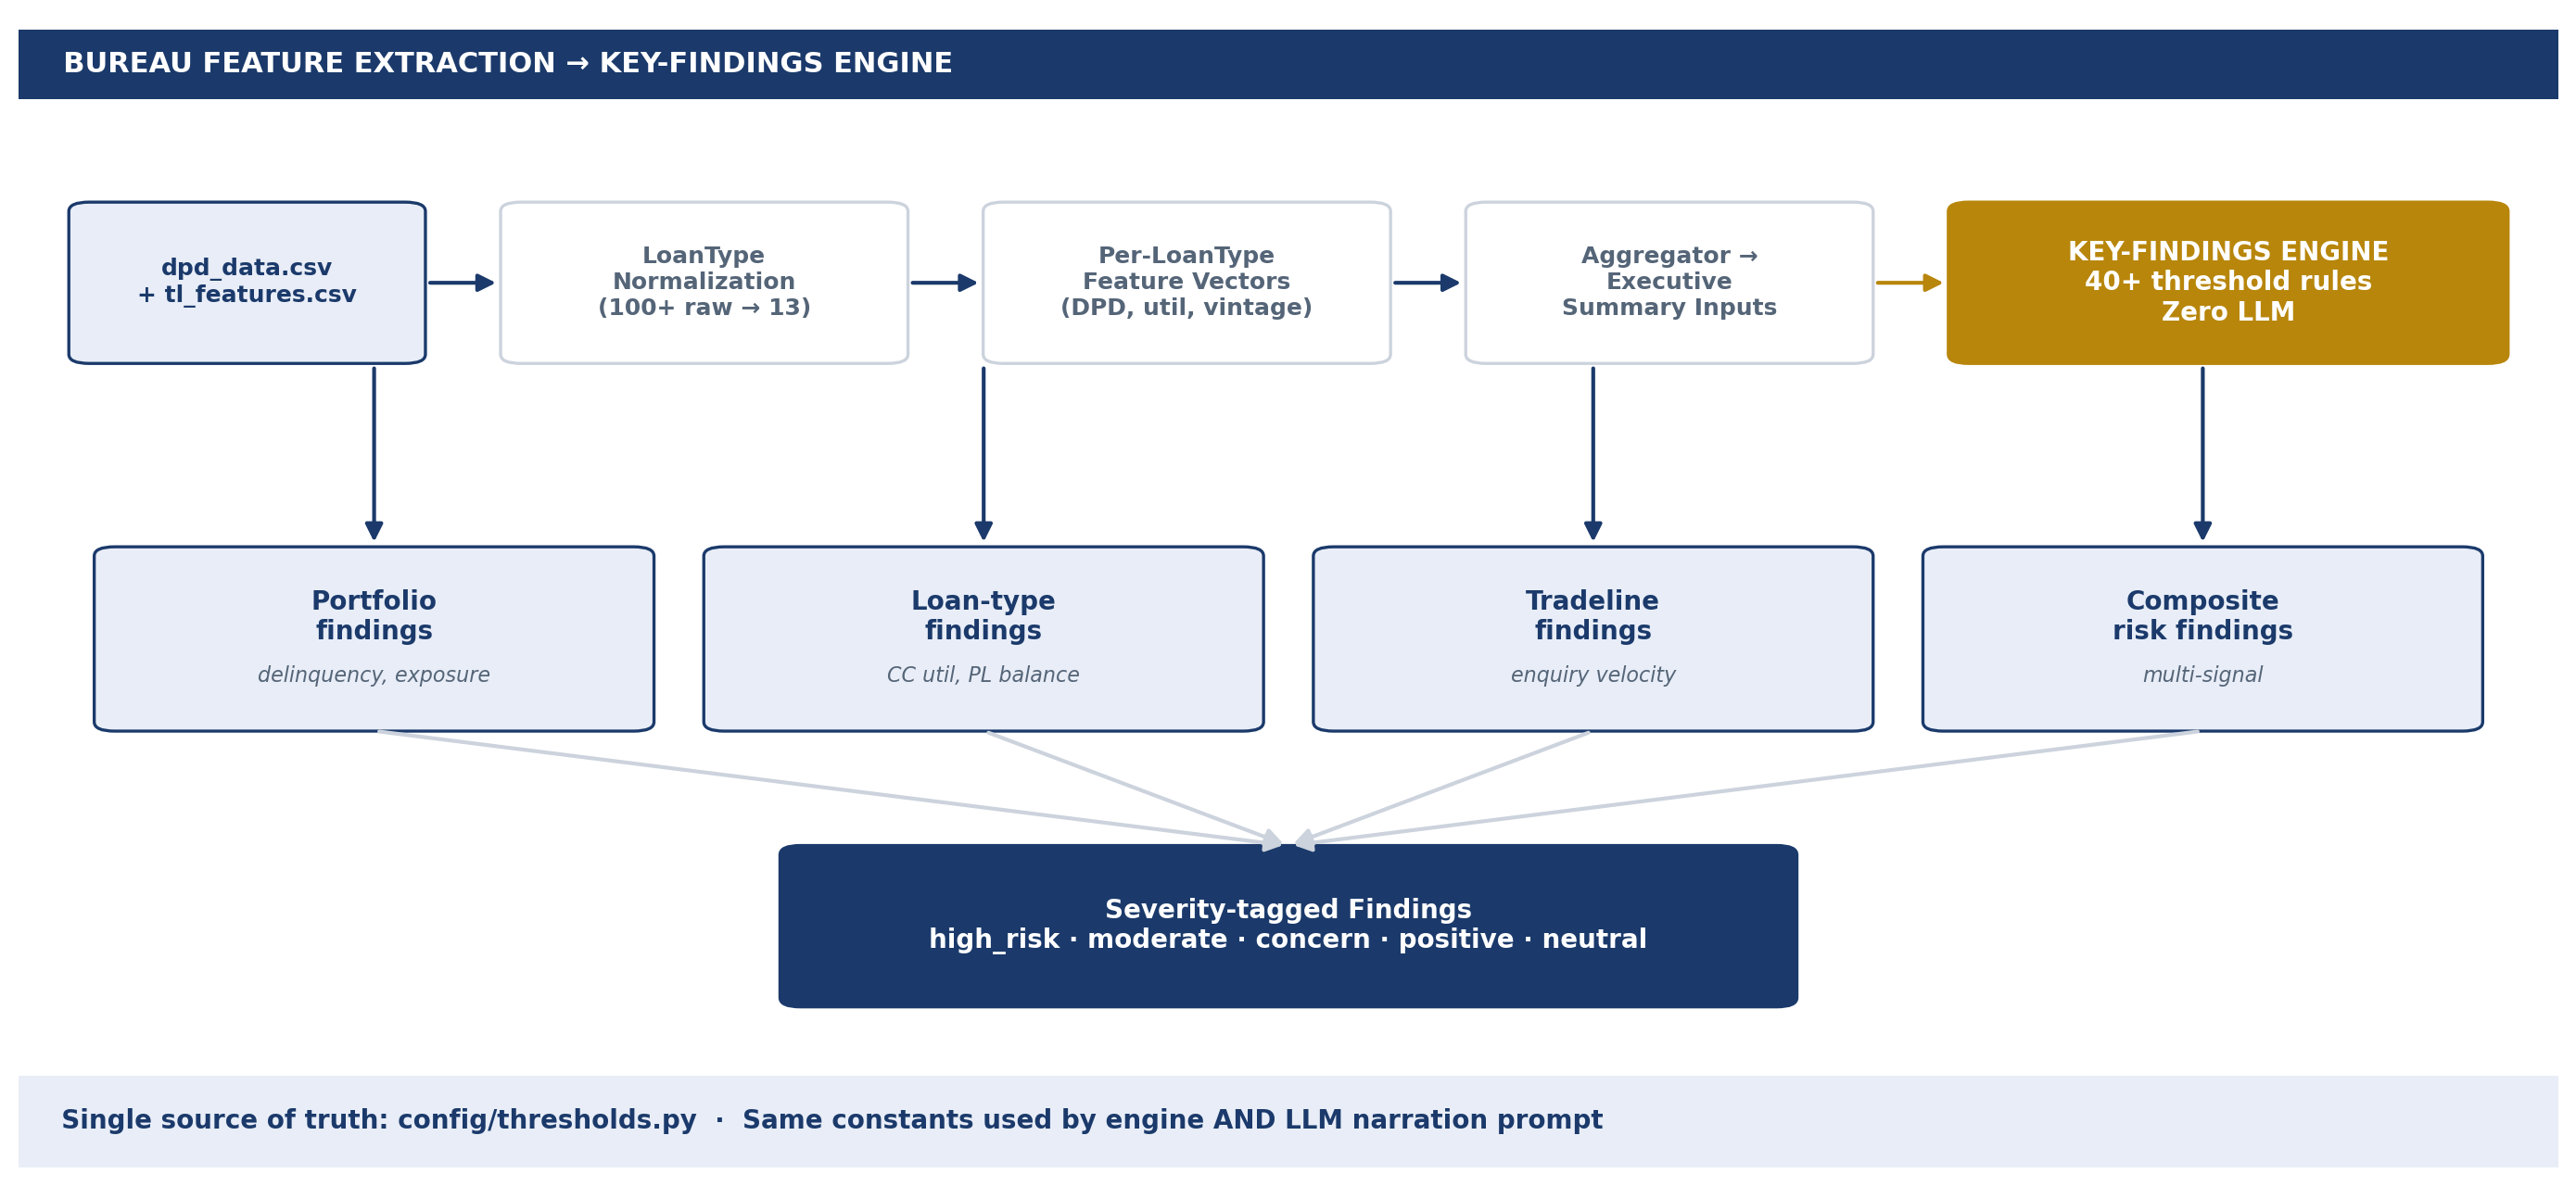 BUREAU FEATURE EXTRACTION → KEY-FINDINGS ENGINE
dpd_data.csv
+ tl_features.csv
LoanType
Normalization
(100+ raw → 13)
Per-LoanType
Feature Vectors
(DPD, util, vintage)
Aggregator →
Executive
Summary Inputs
KEY-FINDINGS ENGINE
40+ threshold rules
Zero LLM
Portfolio
findings
delinquency, exposure
Loan-type
findings
CC util, PL balance
Tradeline
findings
enquiry velocity
Composite
risk findings
multi-signal
Severity-tagged Findings
high_risk · moderate · concern · positive · neutral
Single source of truth: config/thresholds.py · Same constants used by engine AND LLM narration prompt